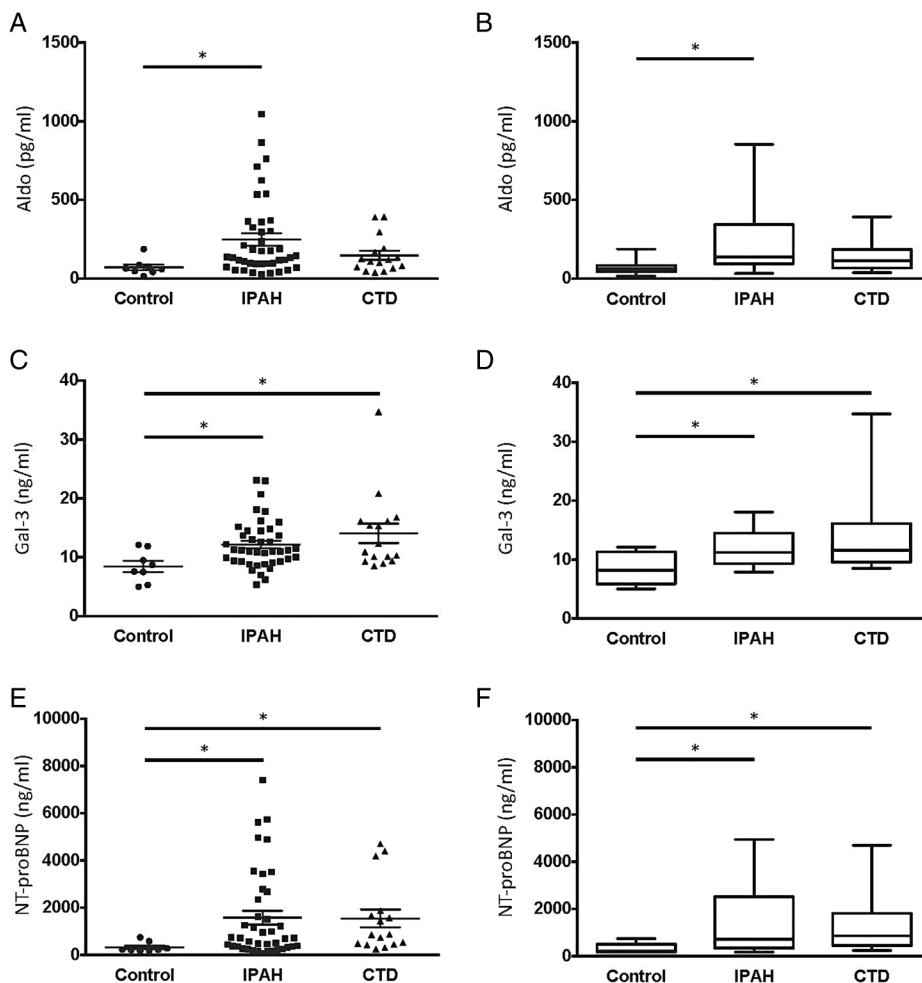 A
1500
1000
500
0
Aldo (pg/ml)
*
Control IPAH CTD
B
1500
1000
500
0
Aldo (pg/ml)
*
Control IPAH CTD
C
40
30
20
10
0
Gal-3 (ng/ml)
*
*
Control IPAH CTD
D
40
30
20
10
0
Gal-3 (ng/ml)
*
*
Control IPAH CTD
E
10000
8000
6000
4000
2000
0
NT-proBNP (ng/ml)
*
*
Control IPAH CTD
F
10000
8000
6000
4000
2000
0
NT-proBNP (ng/ml)
*
*
Control IPAH CTD